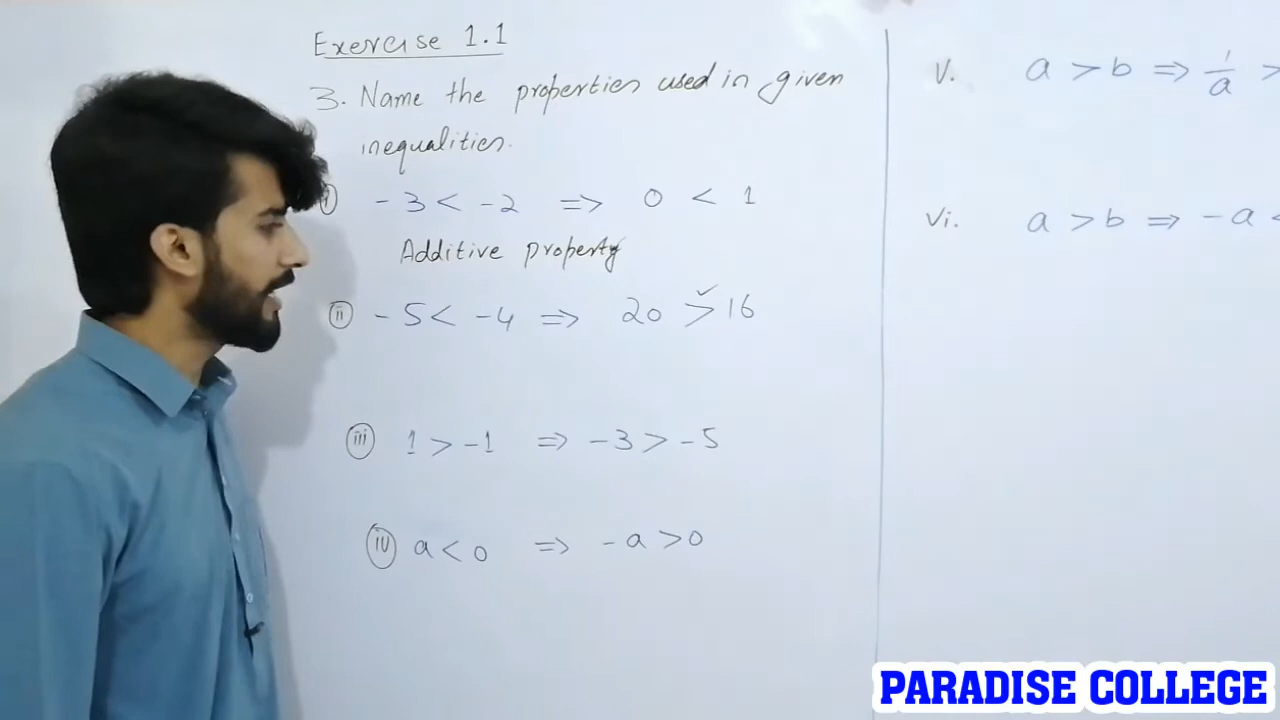 Exercise 1.1
3. Name the properties used in given
inequalities.
(i) -3 < -2 ⇒ 0 < 1
Additive property
(ii) -5 < -4 ⇒ 20 > 16
(iii) 1 > -1 ⇒ -3 > -5
(iv) a < 0 ⇒ -a > 0
V. a > b ⇒ 1/a >
Vi. a > b ⇒ -a <
PARADISE COLLEGE